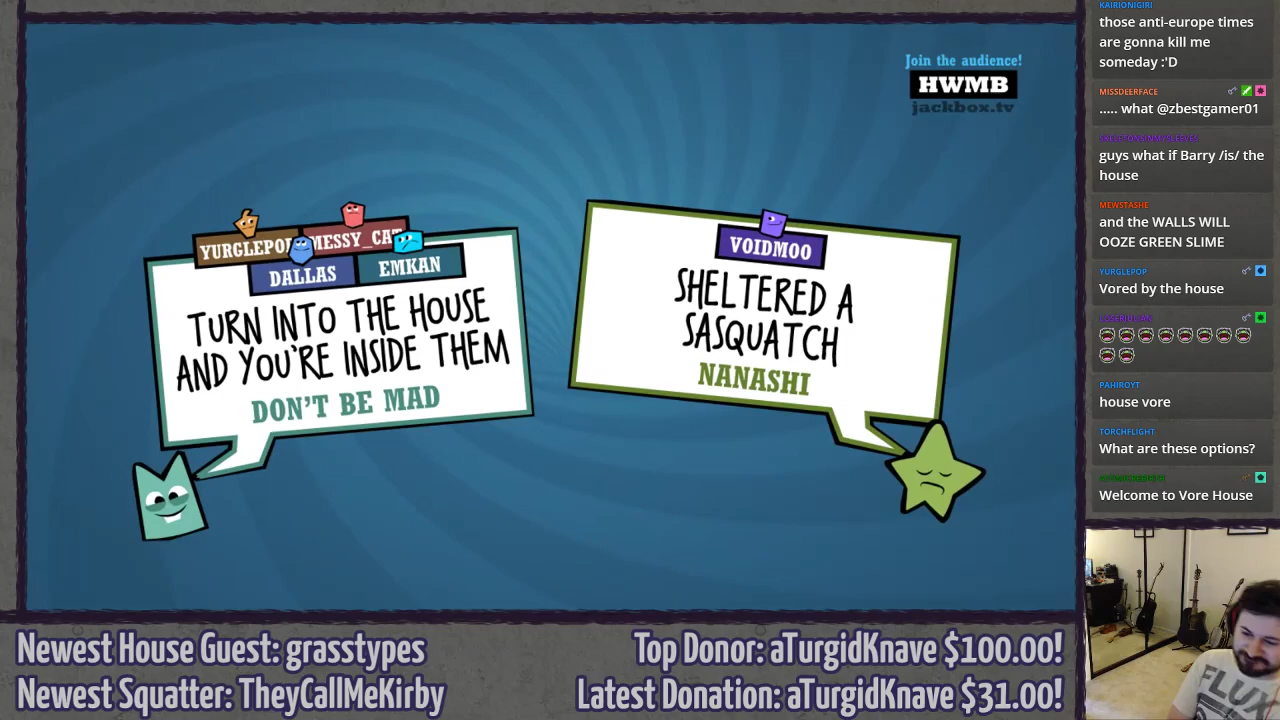 Join the audience!
HWMB
jackbox.tv
YURGLEPOP
MESSY_CAT
DALLAS
EMKAN
TURN INTO THE HOUSE
AND YOU'RE INSIDE THEM
DON'T BE MAD
VOIDMOO
SHELTERED A
SASQUATCH
NANASHI
KAIRIONIGIRI
those anti-europe times
are gonna kill me
someday :'D
MISSDEERFACE
..... what @zbestgamer01
guys what if Barry /is/ the
house
MEWSTASHE
and the WALLS WILL
OOZE GREEN SLIME
YURGLEPOP
Vored by the house
PAHIROYT
house vore
TORCHFLIGHT
What are these options?
Welcome to Vore House
FLUX
Newest House Guest: grasstypes
Newest Squatter: TheyCallMeKirby
Top Donor: aTurgidKnave $100.00!
Latest Donation: aTurgidKnave $31.00!